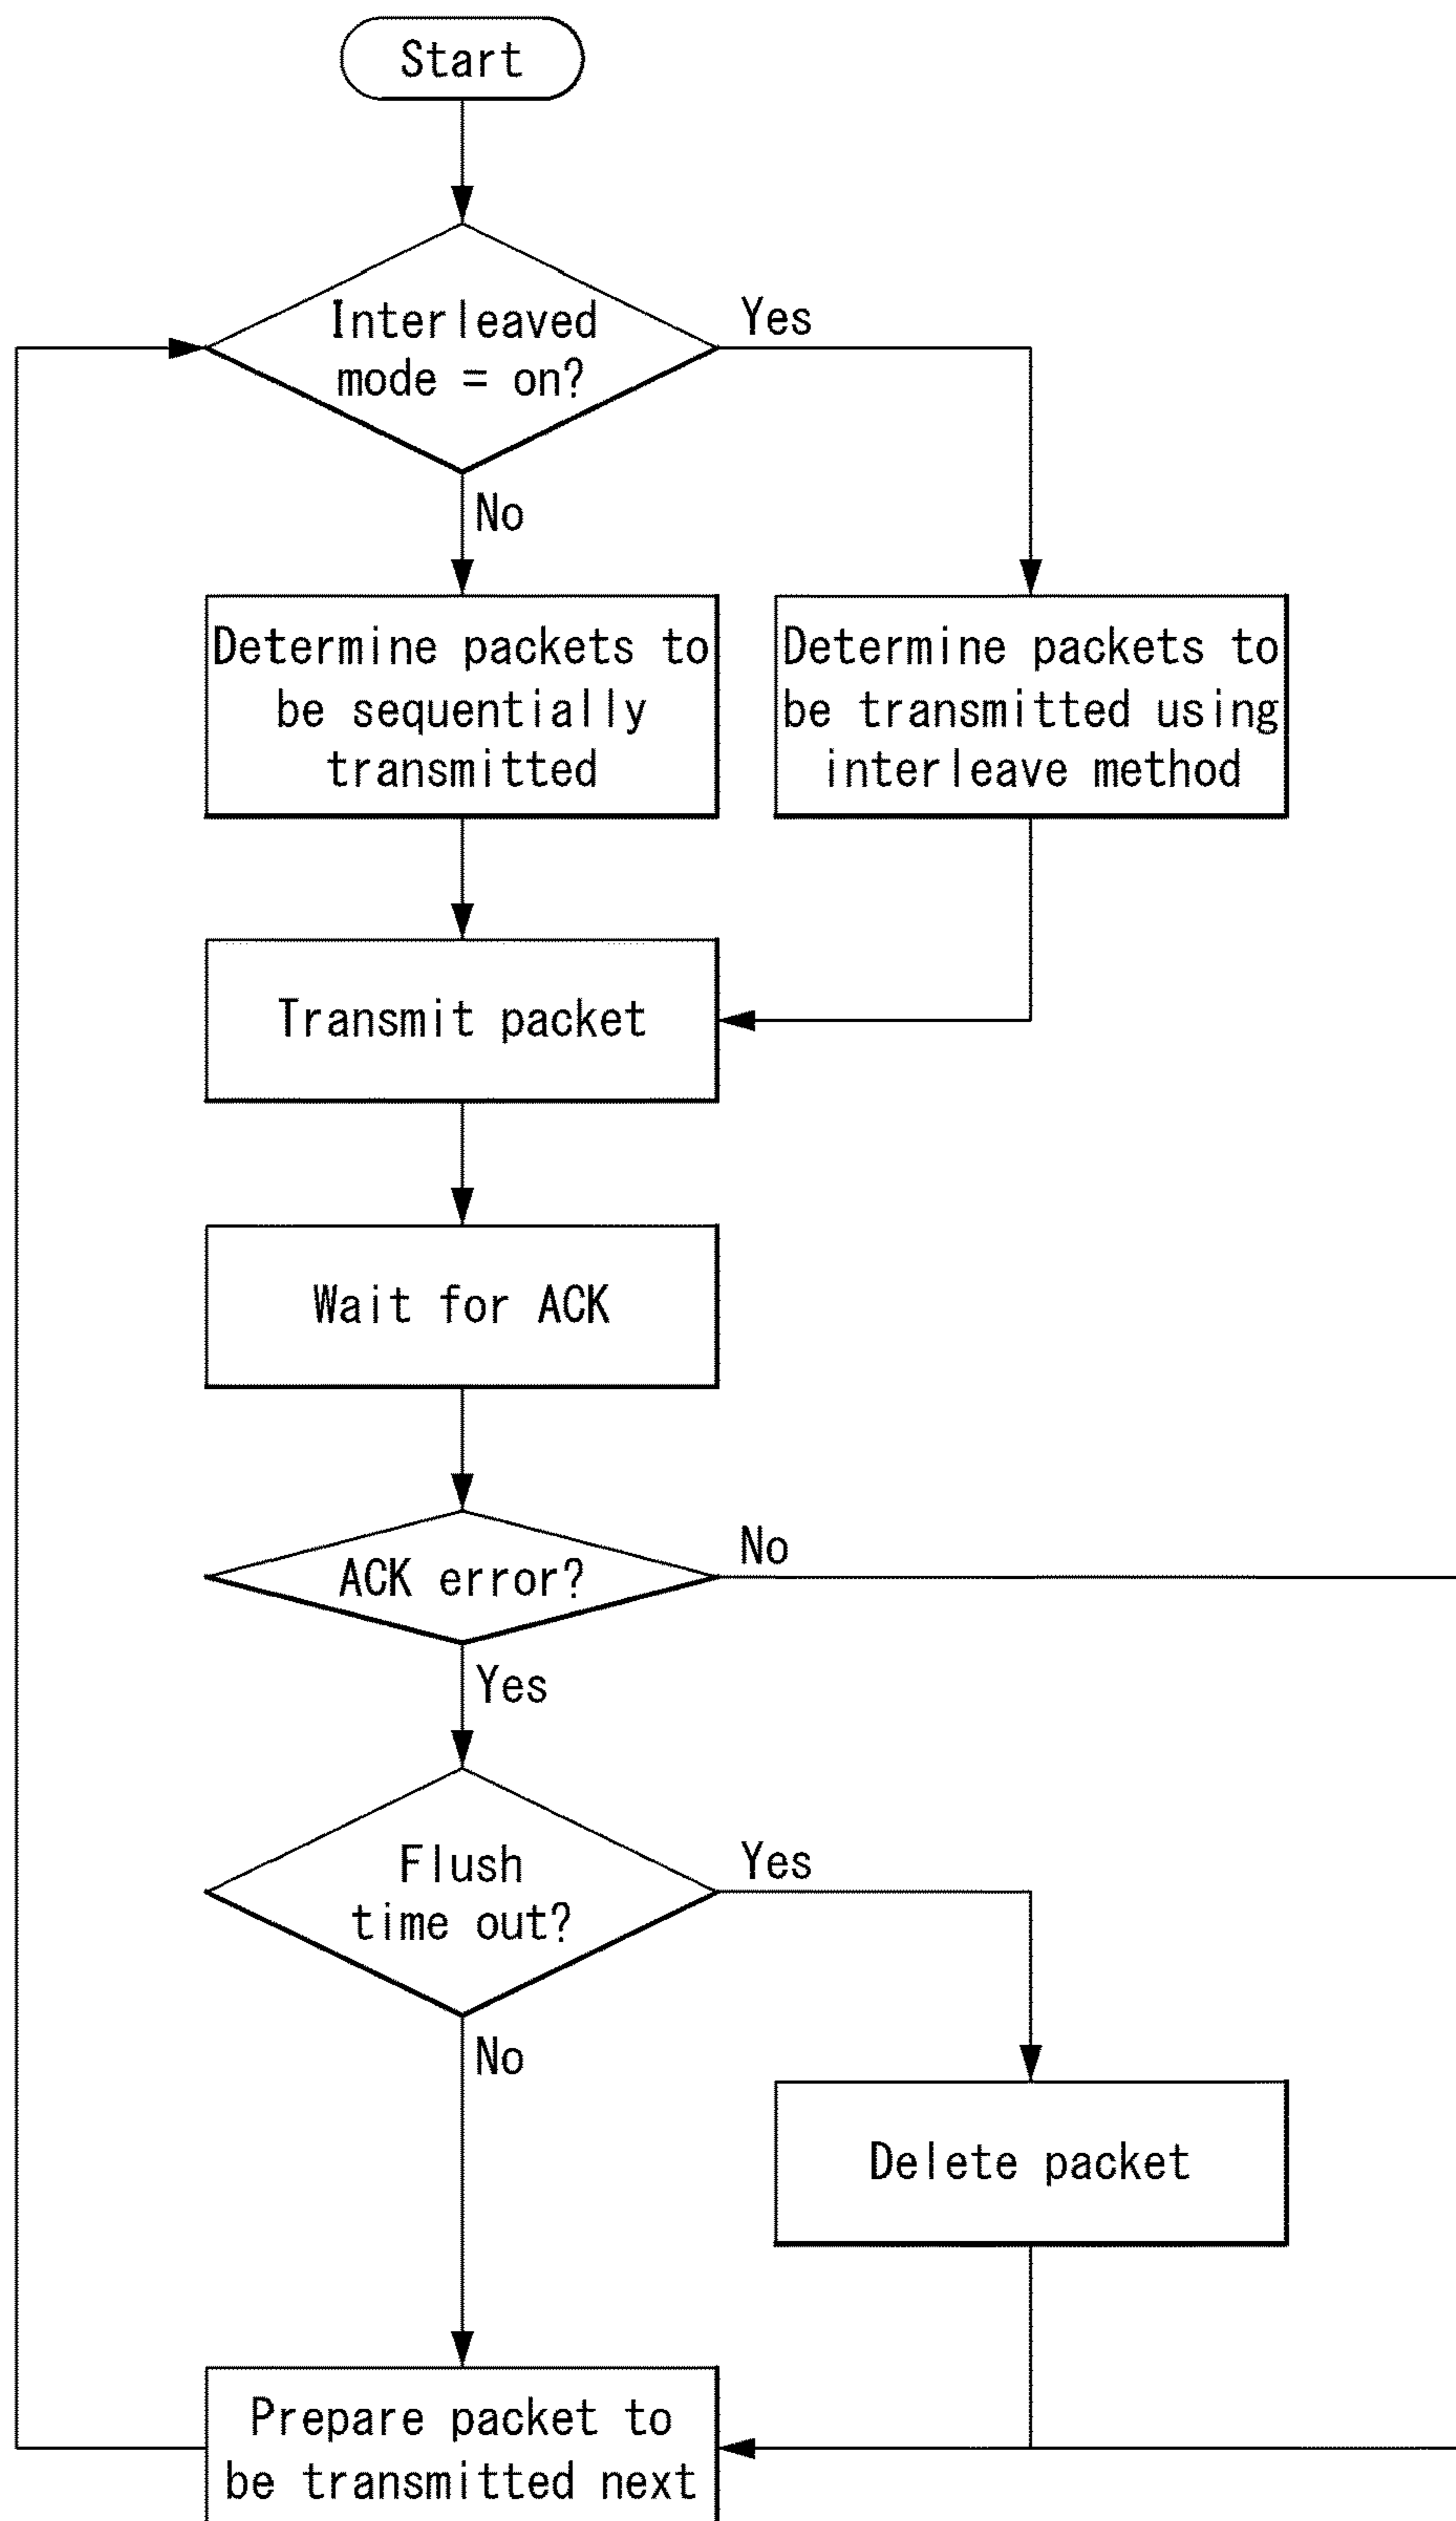 Start
Interleaved
mode = on?
Yes
No
Determine packets to
be sequentially
transmitted
Determine packets to
be transmitted using
interleave method
Transmit packet
Wait for ACK
ACK error?
No
Yes
Flush
time out?
Yes
No
Delete packet
Prepare packet to
be transmitted next